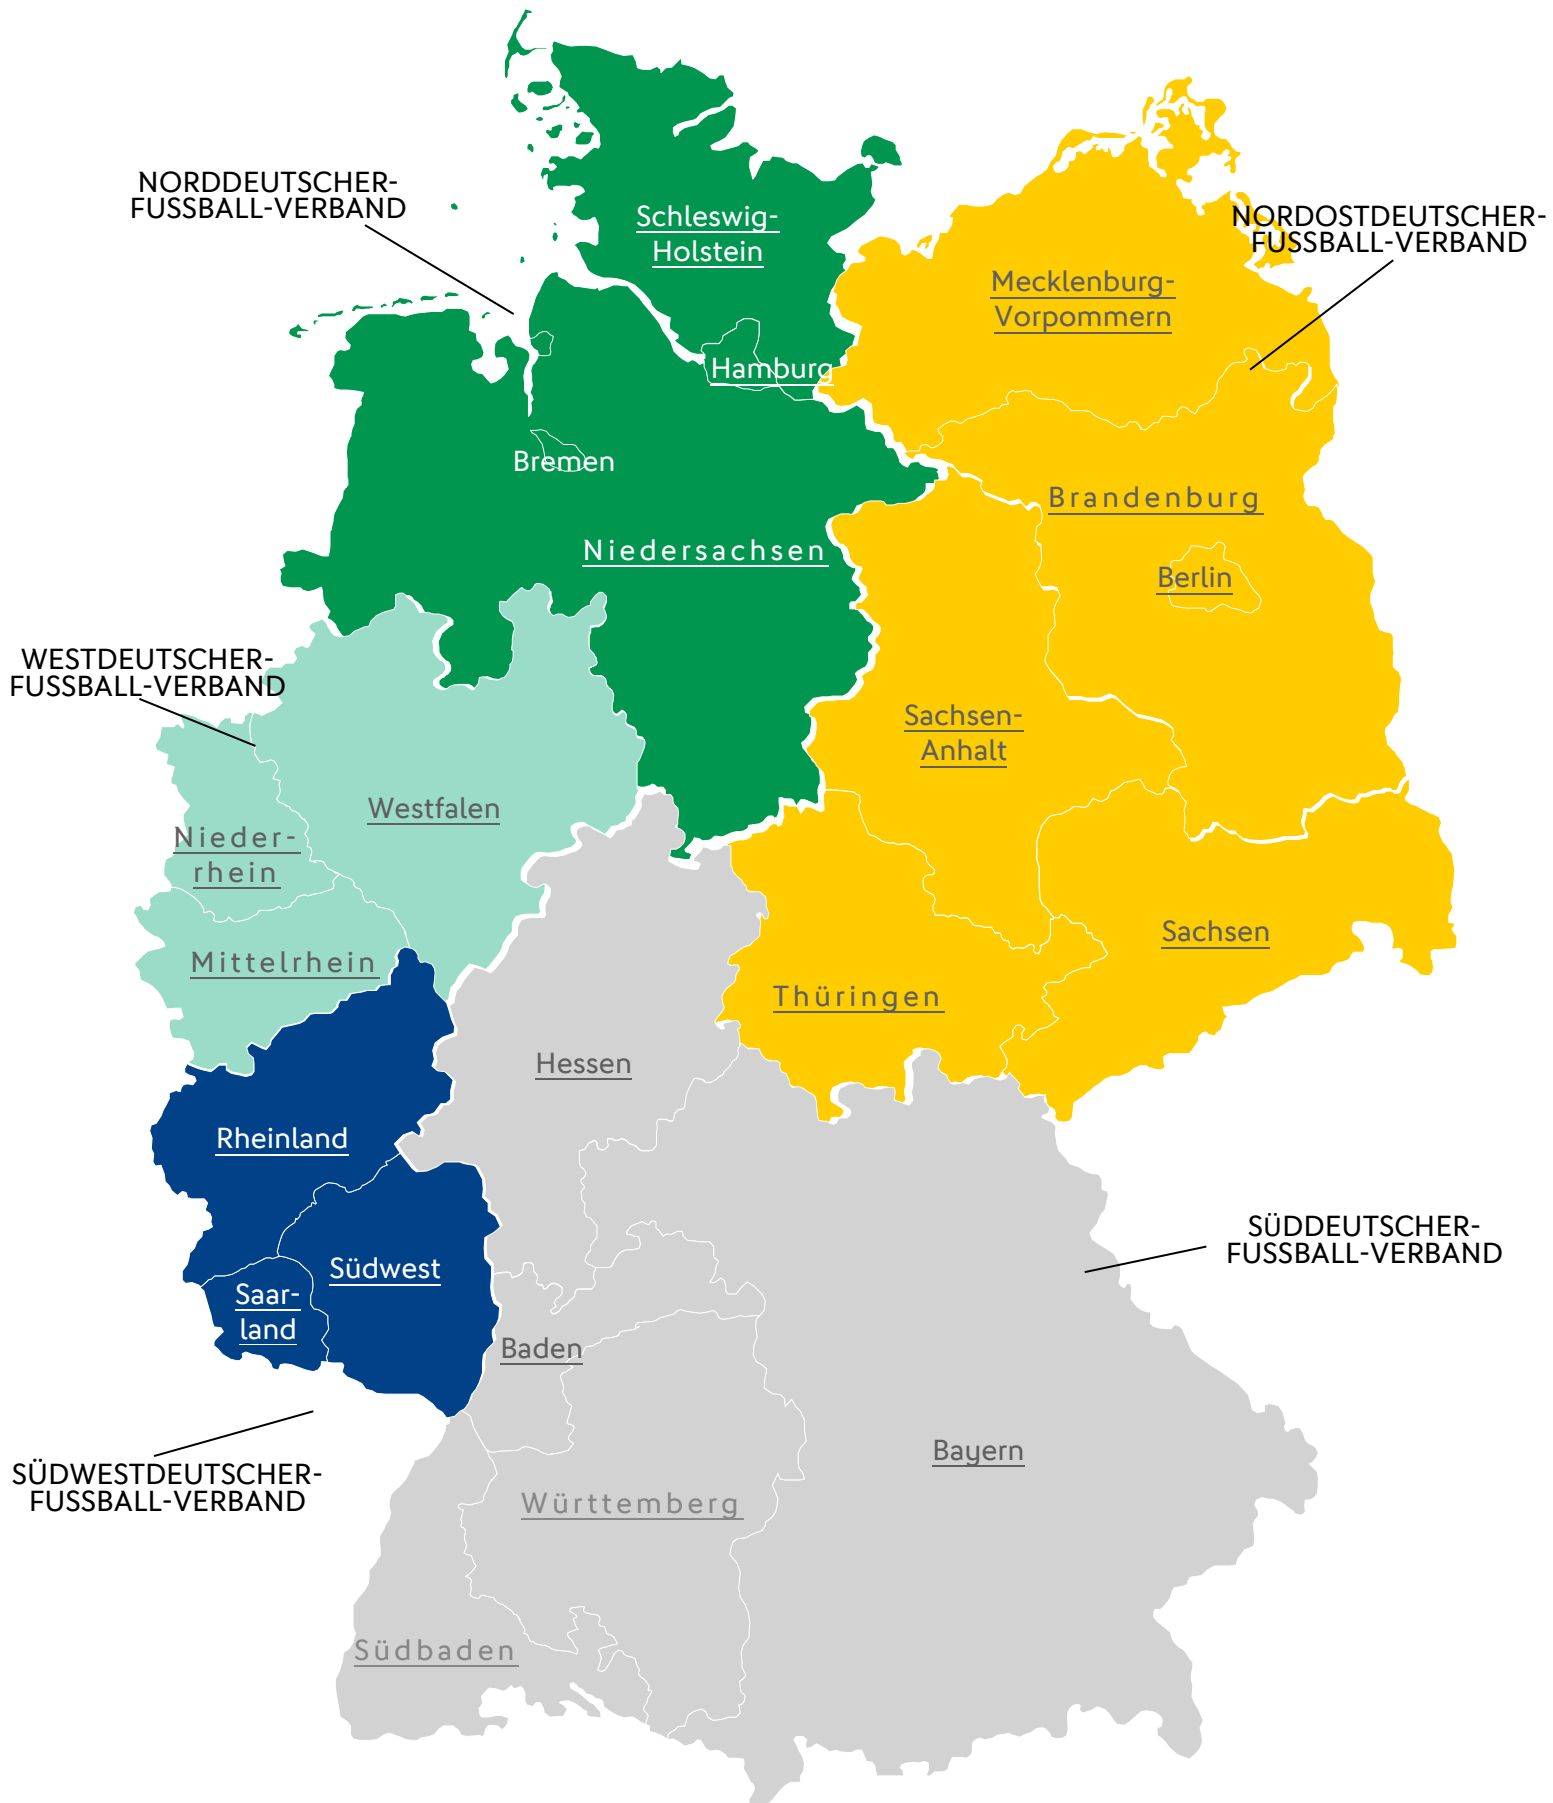 NORDDEUTSCHER-
FUSSBALL-VERBAND
Schleswig-
Holstein
NORDOSTDEUTSCHER-
FUSSBALL-VERBAND
Mecklenburg-
Vorpommern
Hamburg
Bremen
Brandenburg
Niedersachsen
Berlin
WESTDEUTSCHER-
FUSSBALL-VERBAND
Sachsen-
Anhalt
Westfalen
Nieder-
rhein
Sachsen
Mittelrhein
Thüringen
Hessen
Rheinland
SÜDDEUTSCHER-
FUSSBALL-VERBAND
Südwest
Saar-
land
Baden
Bayern
SÜDWESTDEUTSCHER-
FUSSBALL-VERBAND
Württemberg
Südbaden